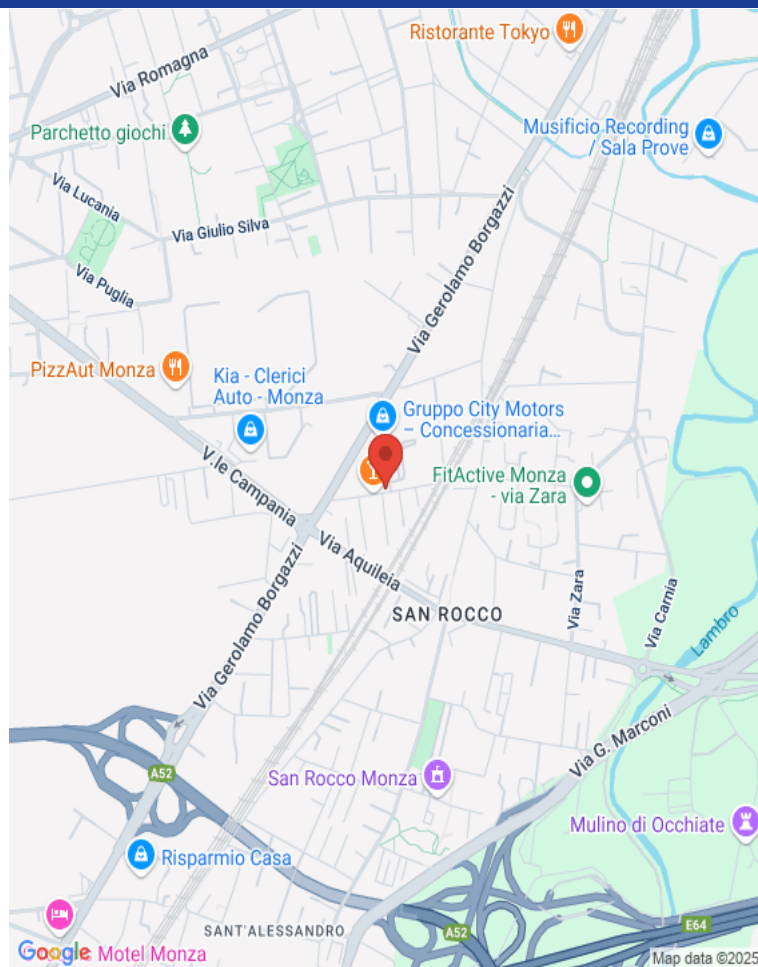 Ristorante Tokyo
Via Romagna
Parchetto giochi
Musificio Recording
/ Sala Prove
Via Lucania
Via Giulio Silva
Via Puglia
Via Gerolamo Borgazzi
PizzAut Monza
Kia - Clerici
Auto - Monza
Gruppo City Motors
– Concessionaria...
V.le Campania
FitActive Monza
- via Zara
Via Aquileia
SAN ROCCO
Via Zara
Via Carnia
Lambro
Via Gerolamo Borgazzi
Via G. Marconi
A52
San Rocco Monza
Mulino di Occhiate
Risparmio Casa
SANT'ALESSANDRO
A52
E64
Google
Motel Monza
Map data ©2025